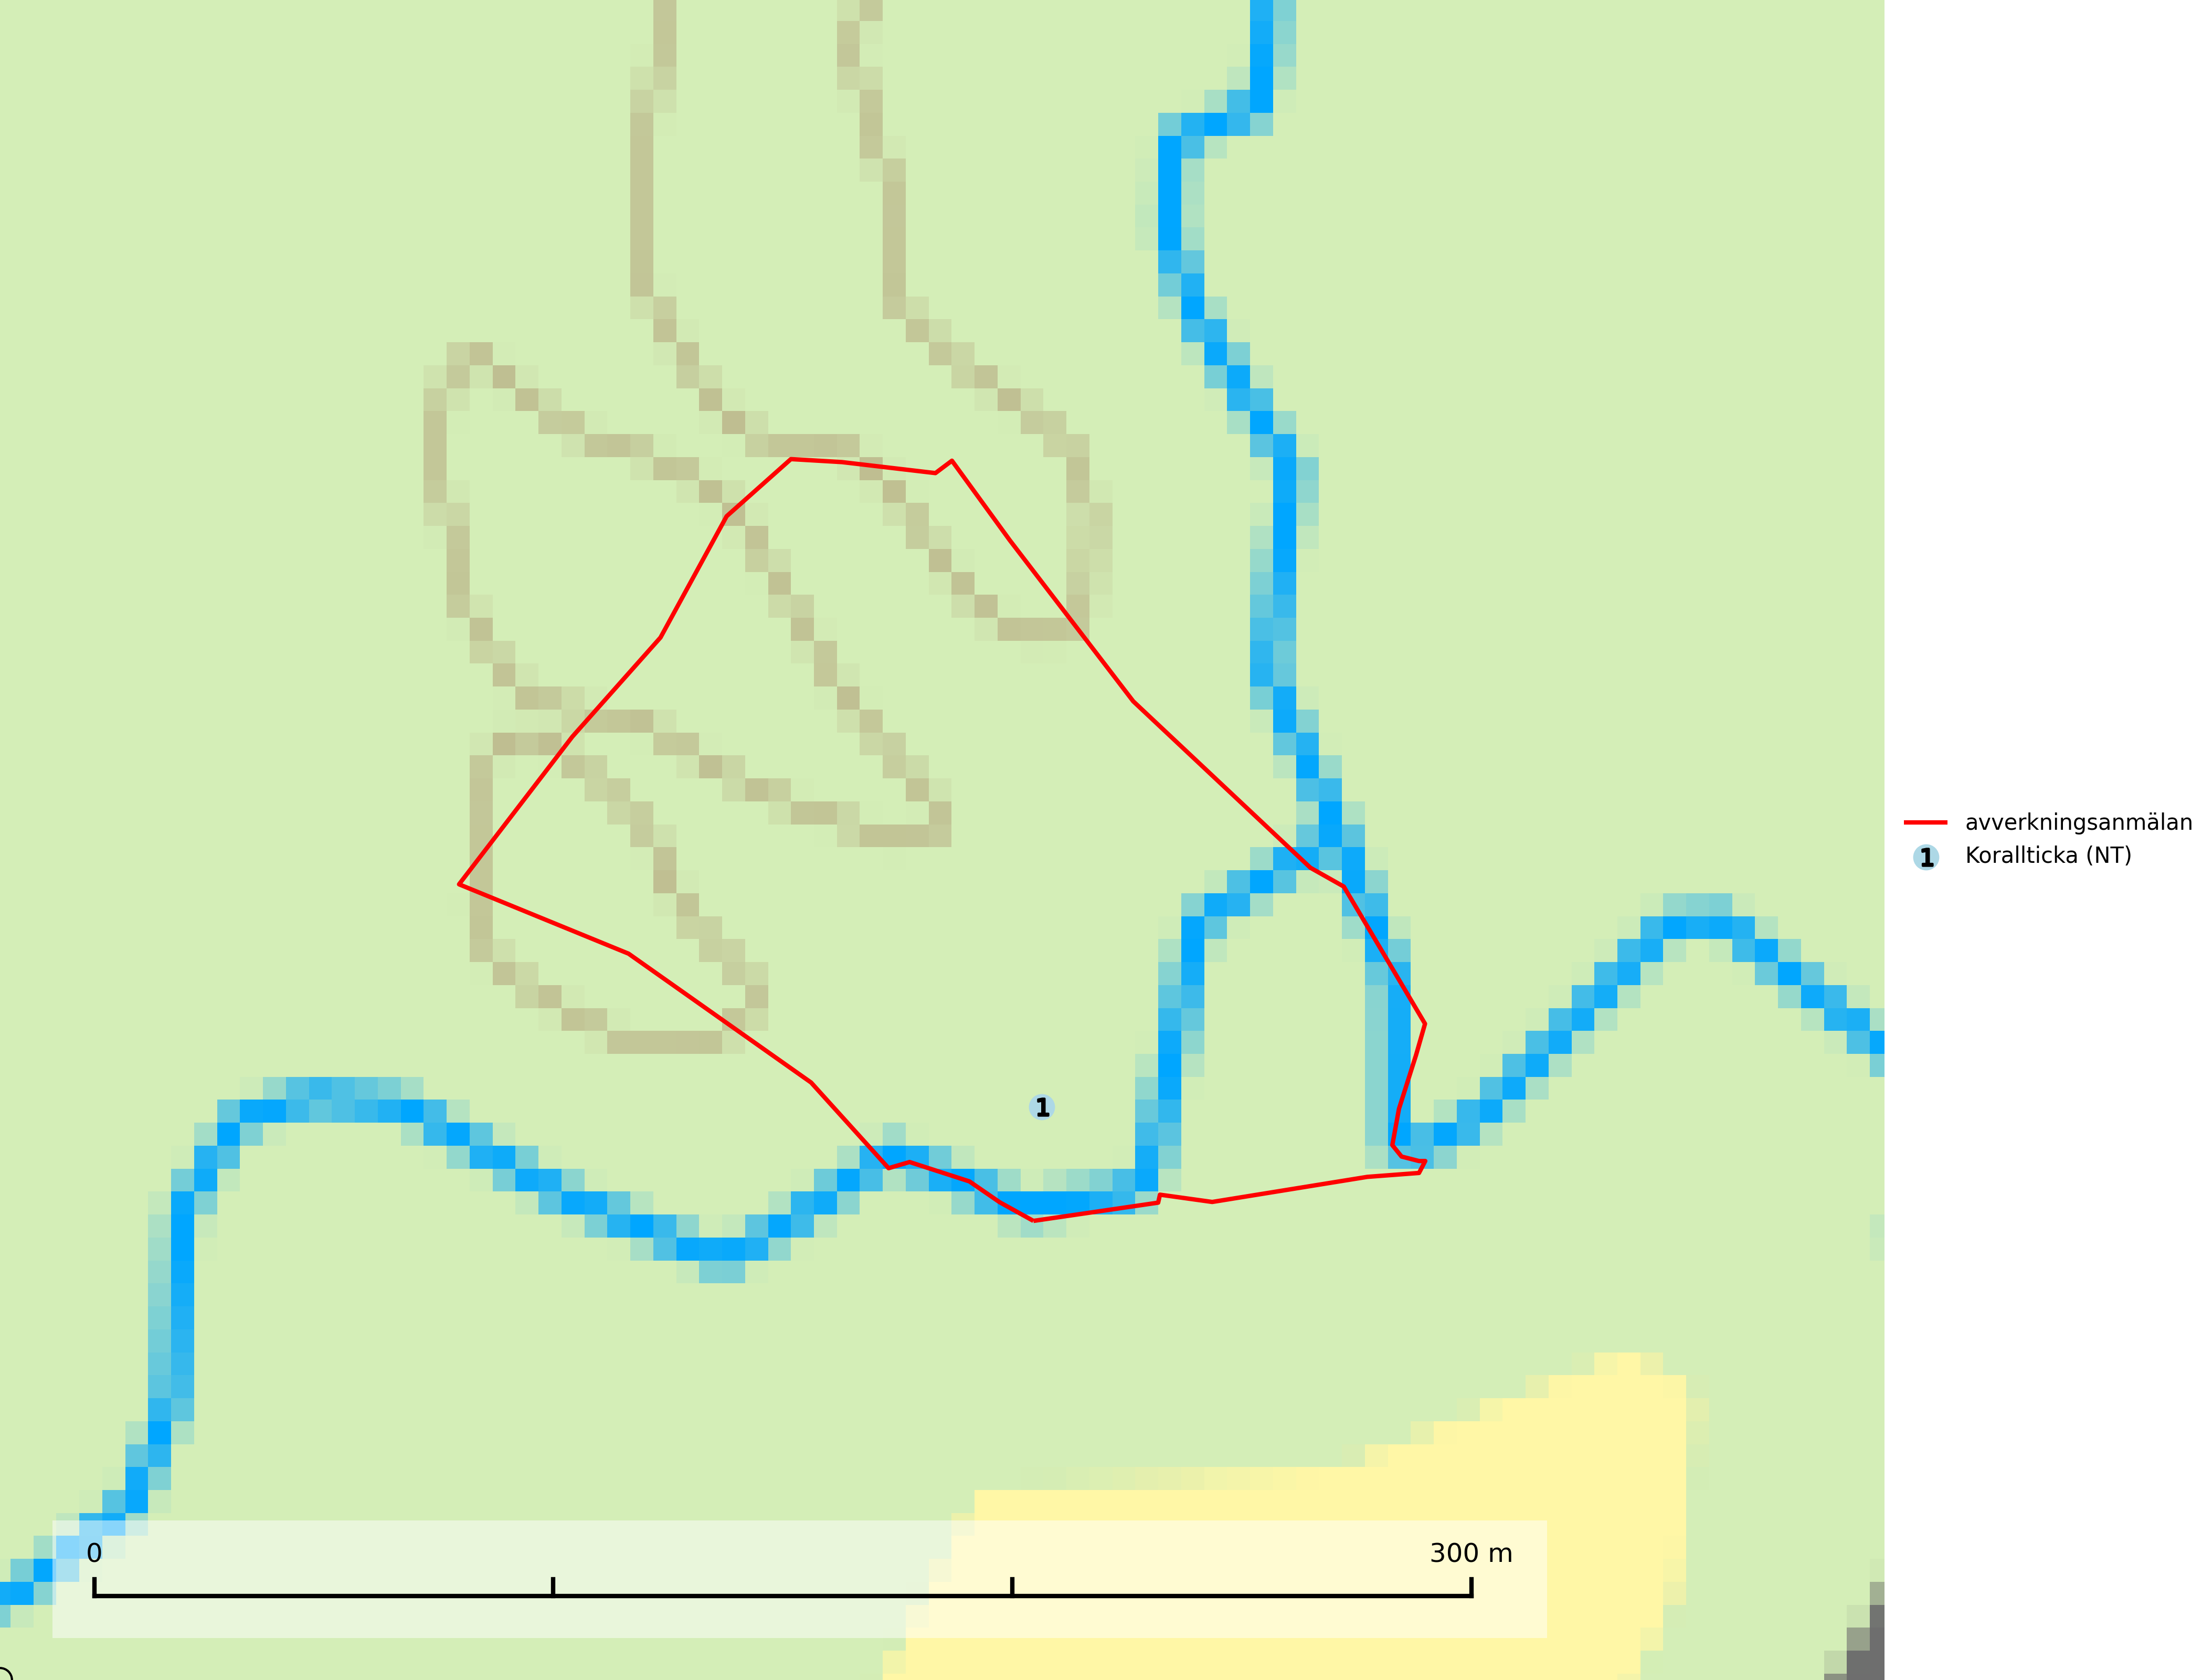 1
avverkningsanmälan
1 Korallticka (NT)
0 300 m